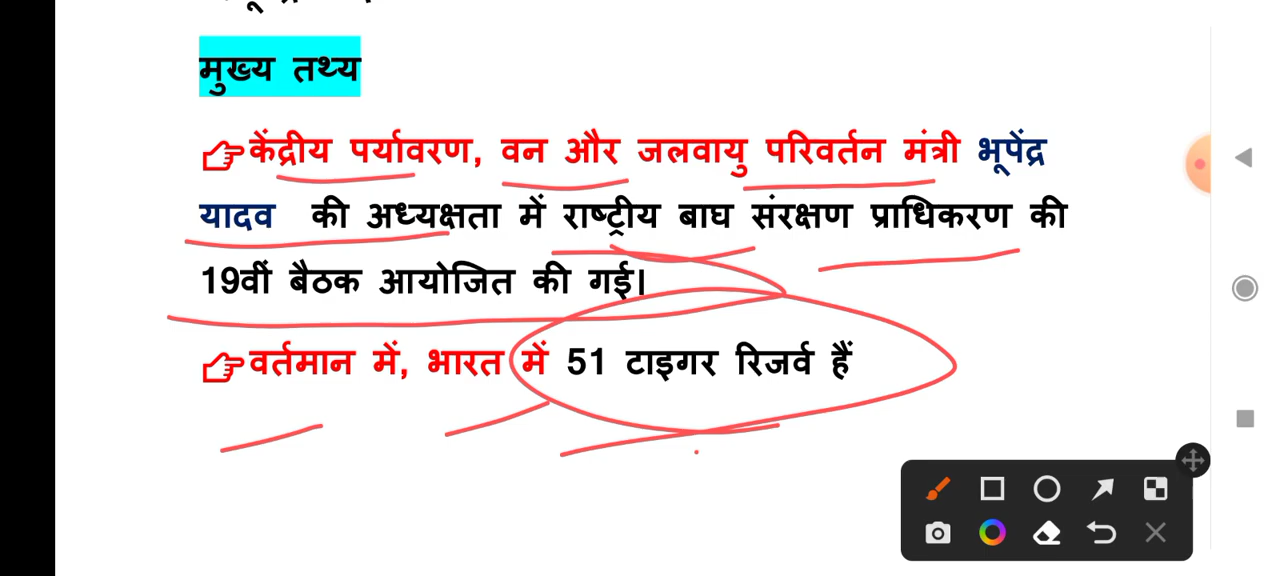 मुख्य तथ्य
केंद्रीय पर्यावरण, वन और जलवायु परिवर्तन मंत्री भूपेंद्र
यादव की अध्यक्षता में राष्ट्रीय बाघ संरक्षण प्राधिकरण की
19वीं बैठक आयोजित की गई।
वर्तमान में, भारत में 51 टाइगर रिजर्व हैं